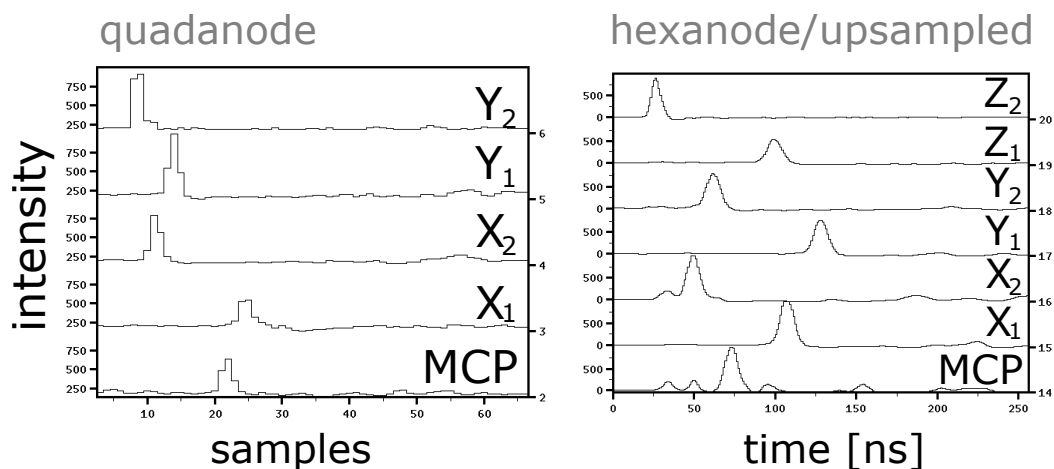 quadanode
hexanode/upsampled
intensity
750
500
250
Y₂
6
750
500
250
Y₁
5
750
500
250
X₂
4
750
500
250
X₁
3
750
500
250
MCP
2
10 20 30 40 50 60
samples
500
0
Z₂
20
500
0
Z₁
19
500
0
Y₂
18
500
0
Y₁
17
500
0
X₂
16
500
0
X₁
15
500
0
MCP
14
0 50 100 150 200 250
time [ns]